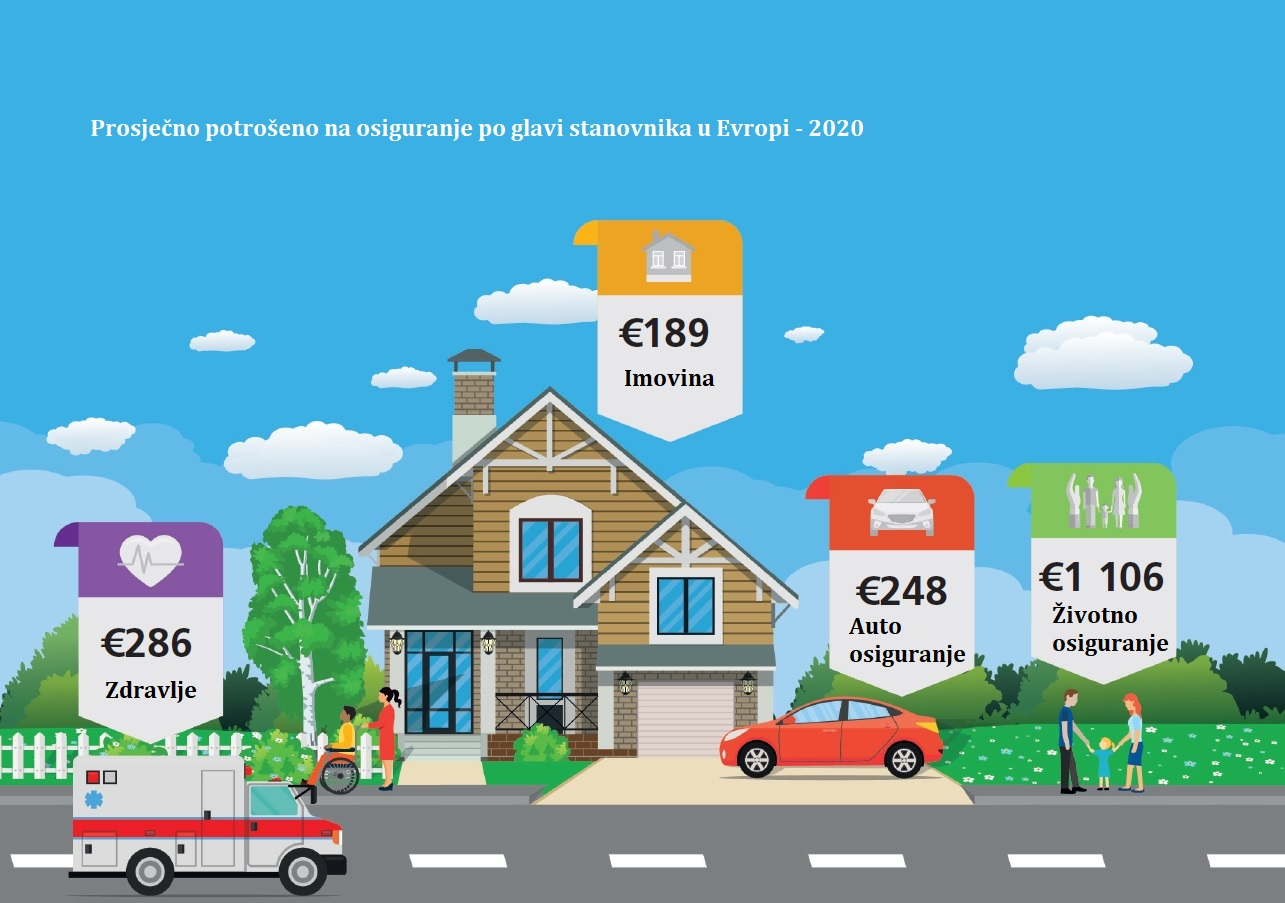 Prosječno potrošeno na osiguranje po glavi stanovnika u Evropi - 2020
€189
Imovina
€286
Zdravlje
€248
Auto
osiguranje
€1 106
Životno
osiguranje